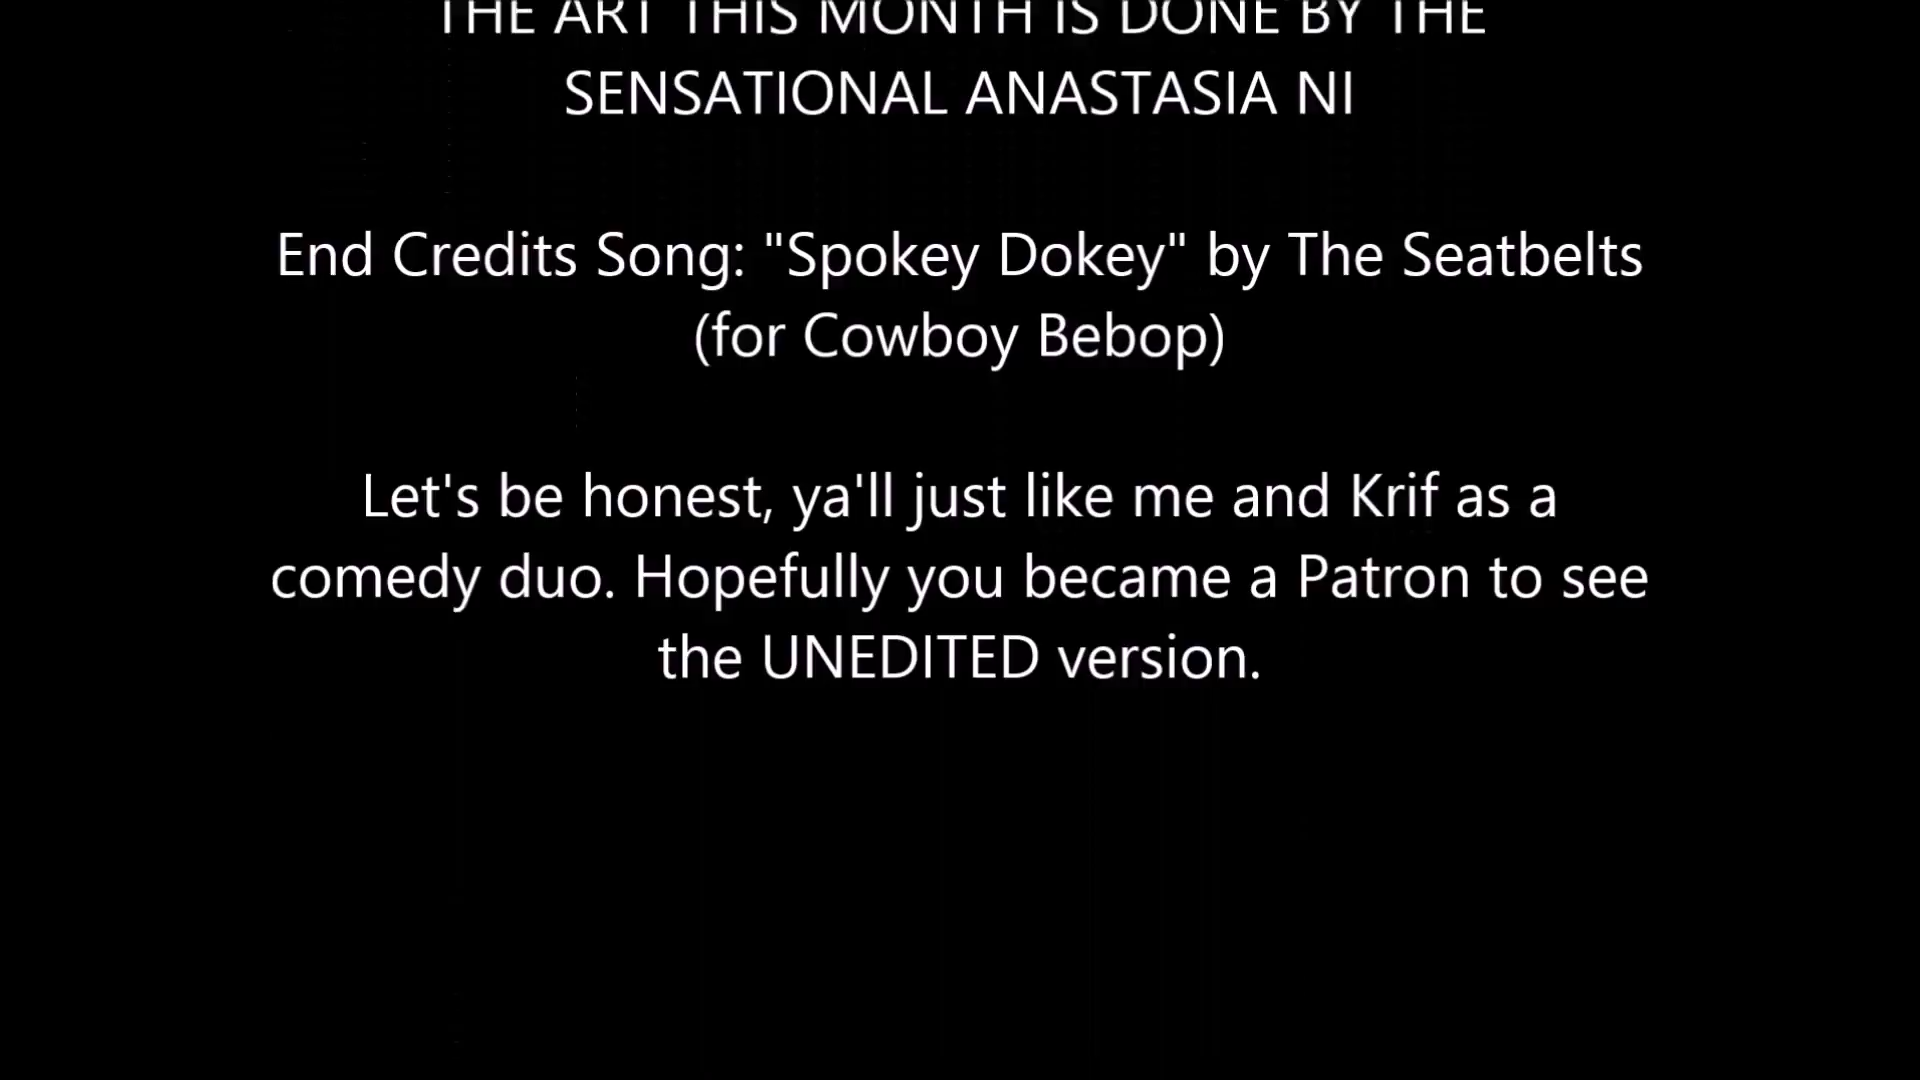 THE ART THIS MONTH IS DONE BY THE
SENSATIONAL ANASTASIA NI
End Credits Song: "Spokey Dokey" by The Seatbelts
(for Cowboy Bebop)
Let's be honest, ya'll just like me and Krif as a
comedy duo. Hopefully you became a Patron to see
the UNEDITED version.